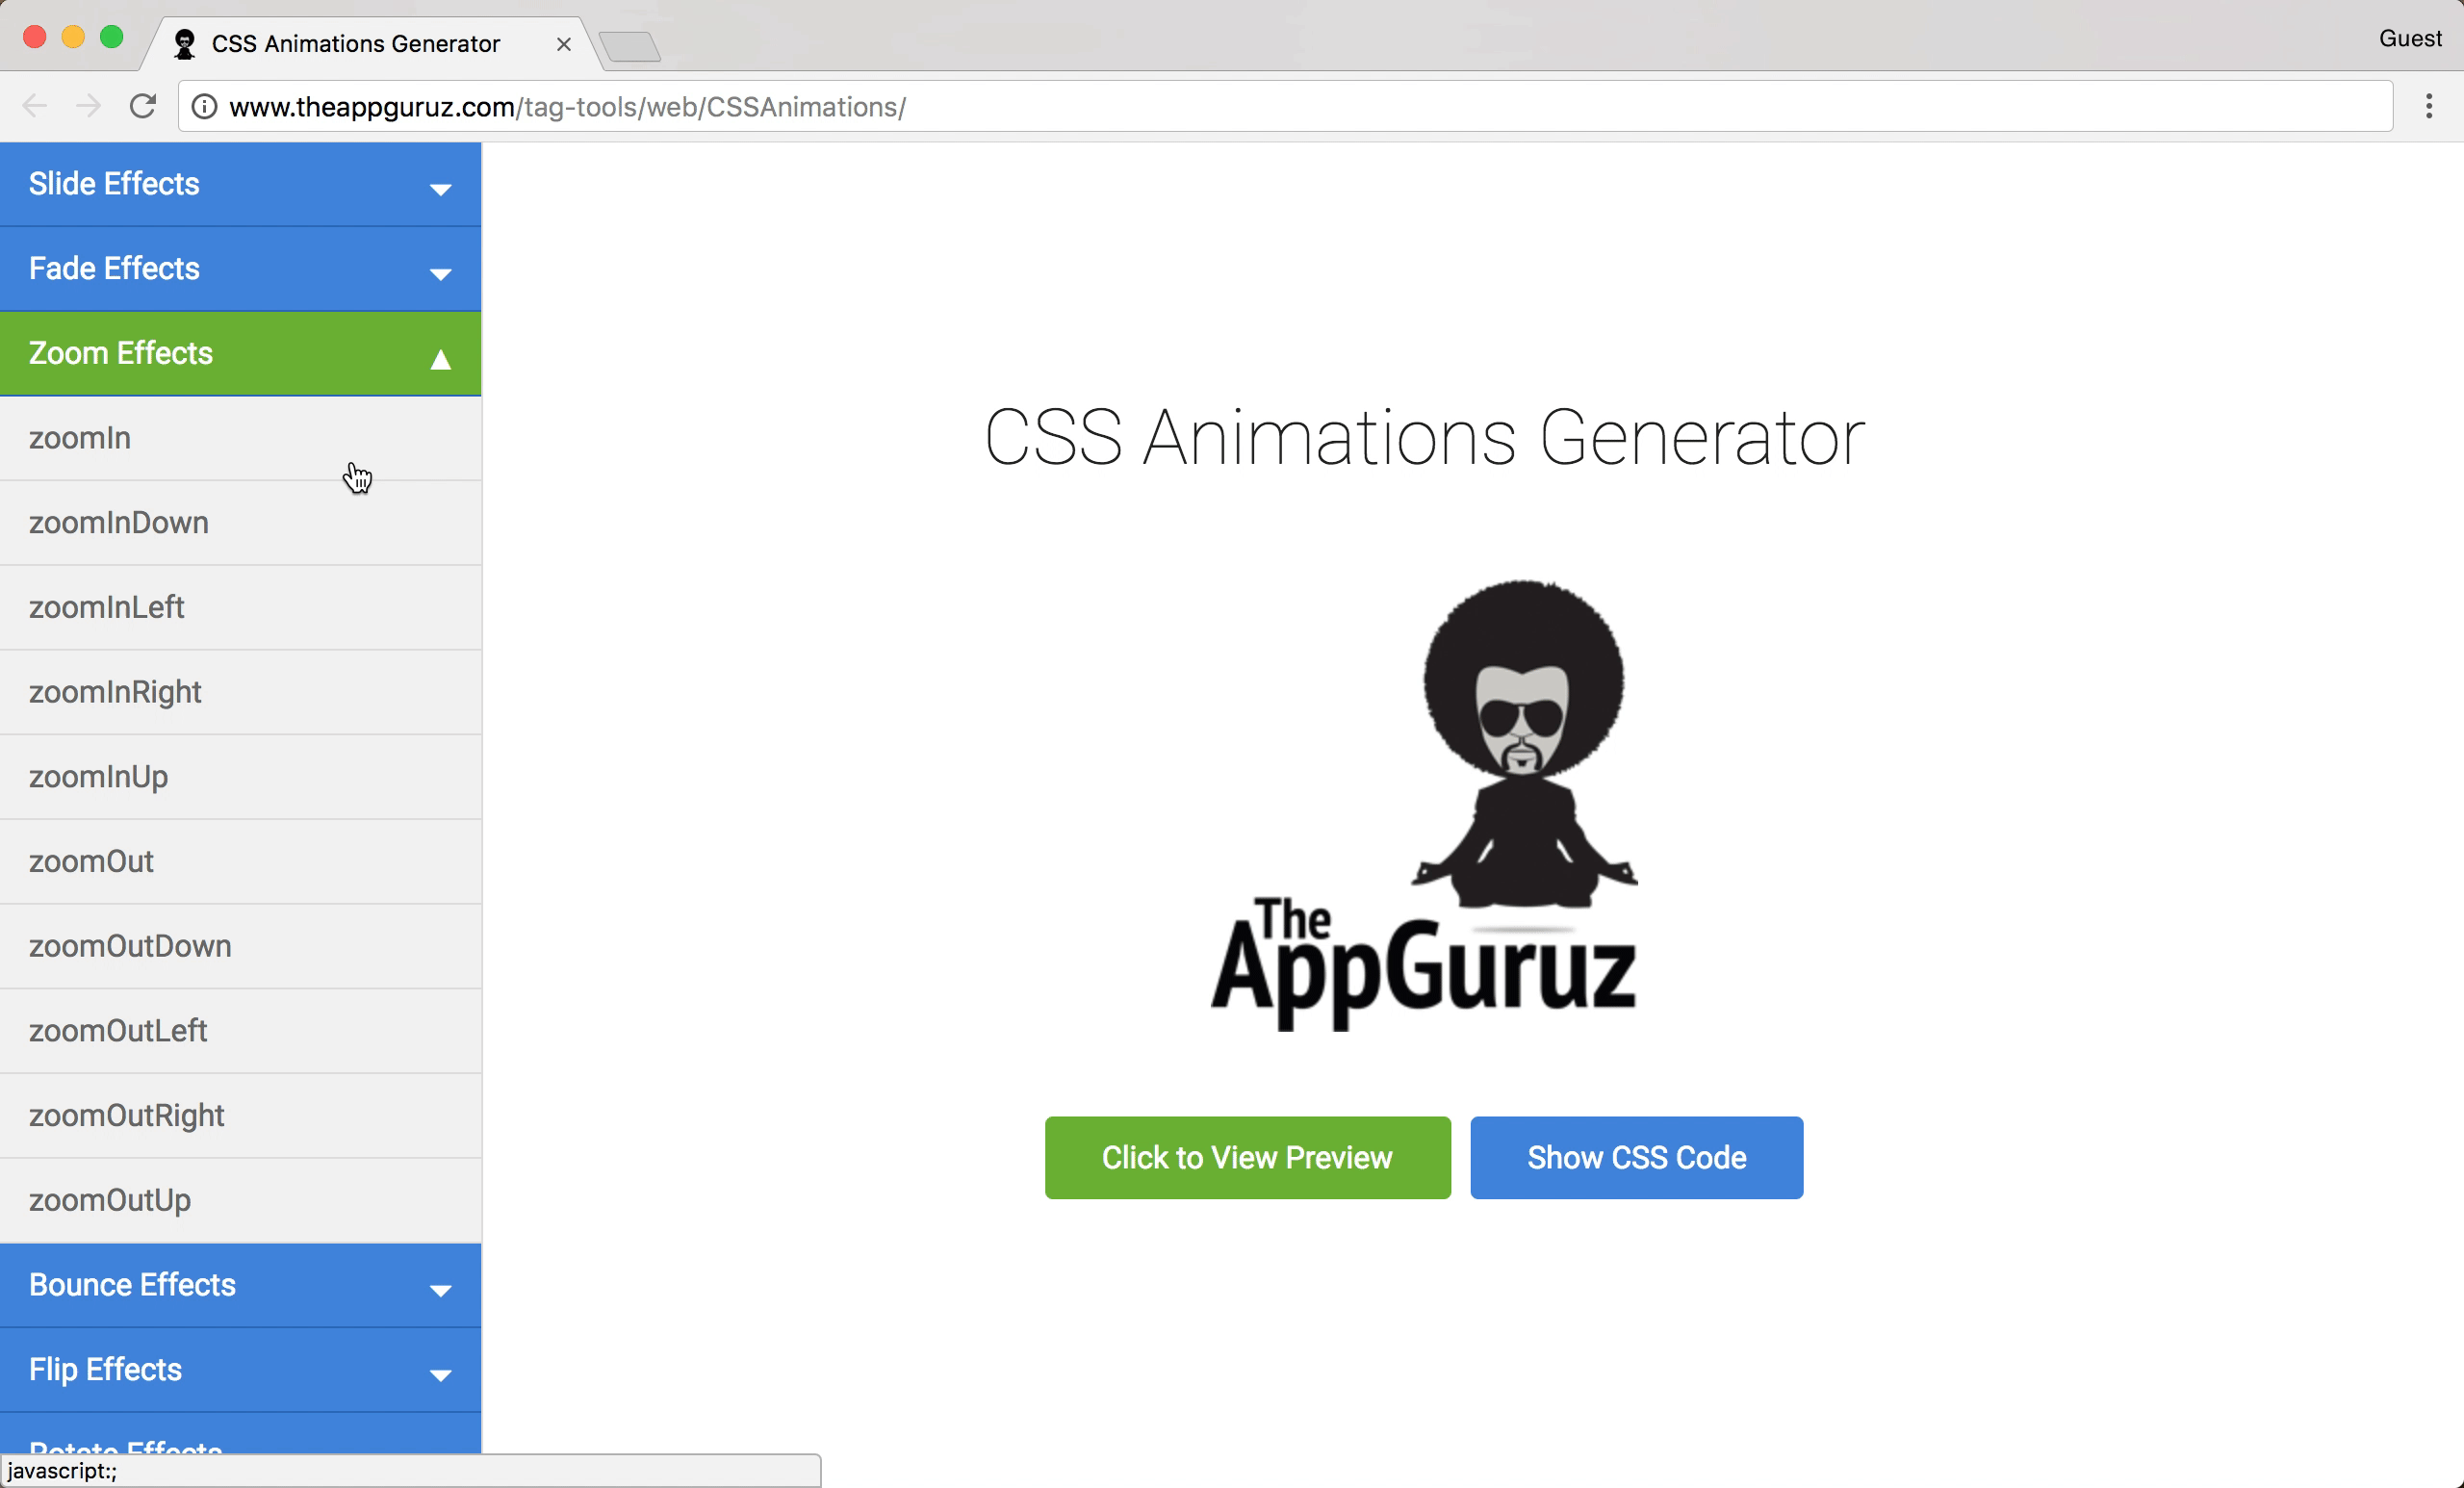 CSS Animations Generator
Guest
www.theappguruz.com/tag-tools/web/CSSAnimations/
Slide Effects
Fade Effects
Zoom Effects
zoomIn
zoomInDown
zoomInLeft
zoomInRight
zoomInUp
zoomOut
zoomOutDown
zoomOutLeft
zoomOutRight
zoomOutUp
Bounce Effects
Flip Effects
Rotate Effects
javascript:;
CSS Animations Generator
The
AppGuruz
Click to View Preview
Show CSS Code